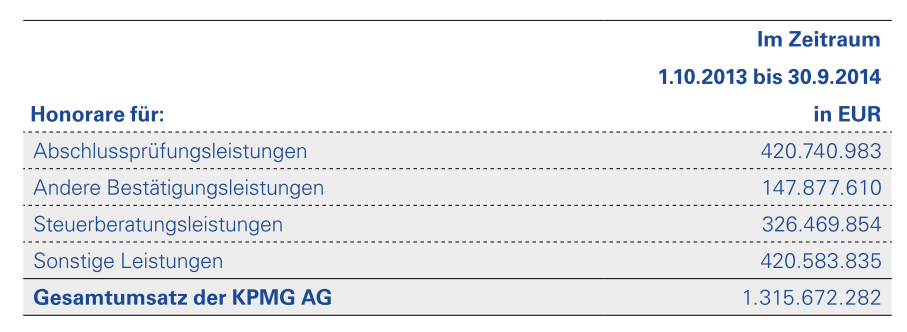 Im Zeitraum
1.10.2013 bis 30.9.2014
Honorare für: in EUR
Abschlussprüfungsleistungen 420.740.983
Andere Bestätigungsleistungen 147.877.610
Steuerberatungsleistungen 326.469.854
Sonstige Leistungen 420.583.835
Gesamtumsatz der KPMG AG 1.315.672.282